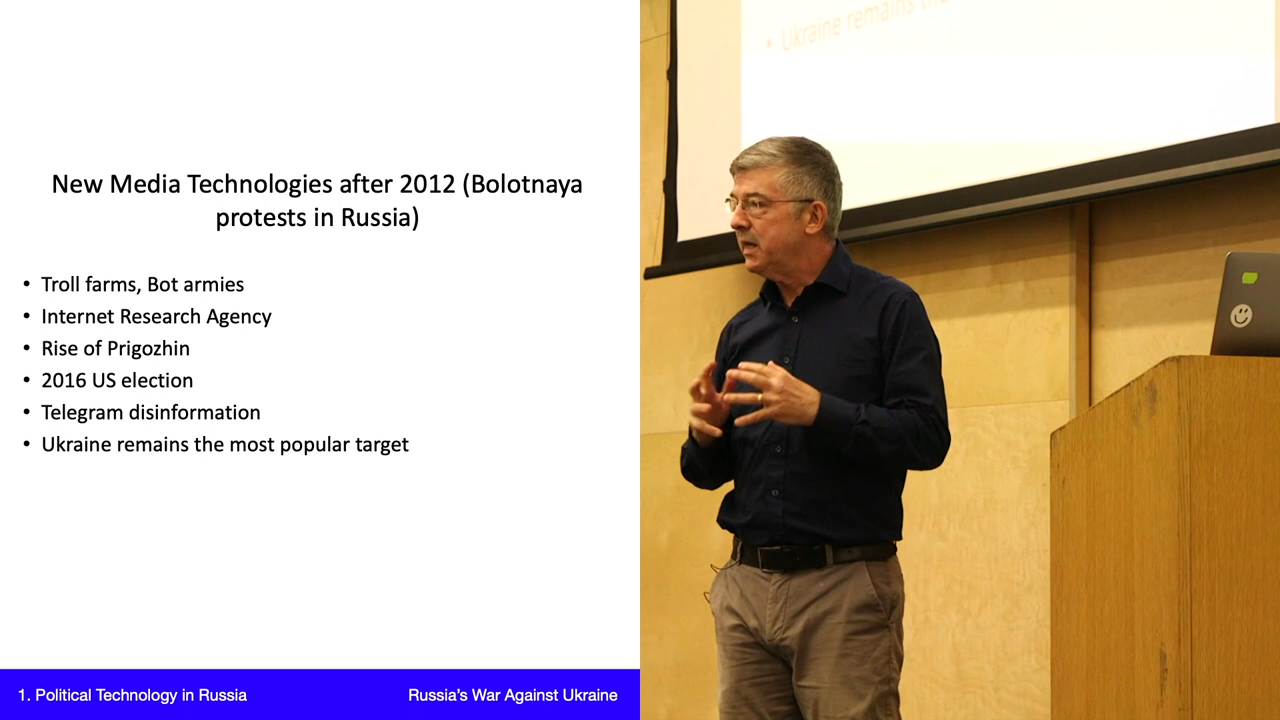 New Media Technologies after 2012 (Bolotnaya
protests in Russia)
• Troll farms, Bot armies
• Internet Research Agency
• Rise of Prigozhin
• 2016 US election
• Telegram disinformation
• Ukraine remains the most popular target
1. Political Technology in Russia
Russia’s War Against Ukraine
• Ukraine remains